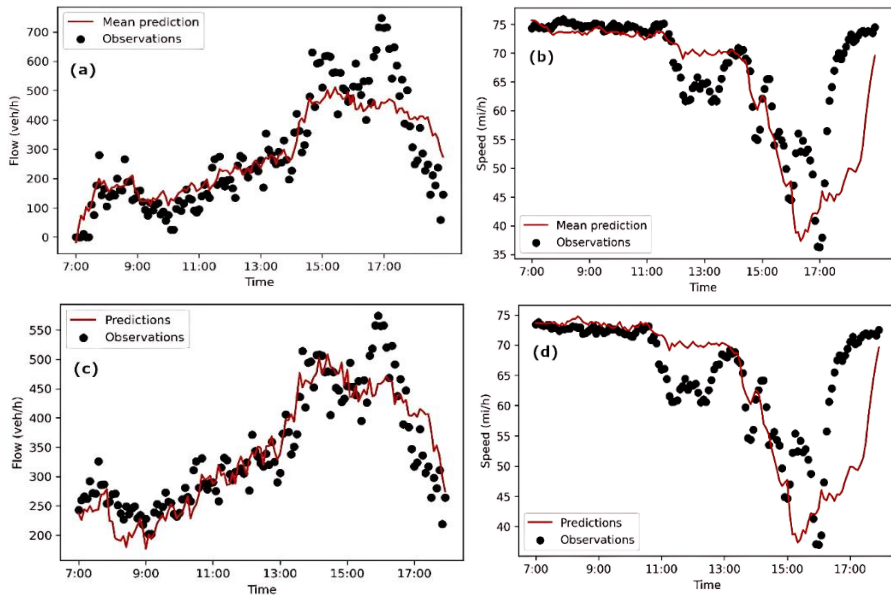 Mean prediction
Observations
(a)
Flow (veh/h)
700
600
500
400
300
200
100
0
7:00
9:00
11:00
13:00
15:00
17:00
Time
(b)
Speed (mi/h)
75
70
65
60
55
50
45
40
35
Mean prediction
Observations
7:00
9:00
11:00
13:00
15:00
17:00
Time
Predictions
Observations
(c)
Flow (veh/h)
550
500
450
400
350
300
250
200
7:00
9:00
11:00
13:00
15:00
17:00
Time
(d)
Speed (mi/h)
75
70
65
60
55
50
45
40
Predictions
Observations
7:00
9:00
11:00
13:00
15:00
17:00
Time